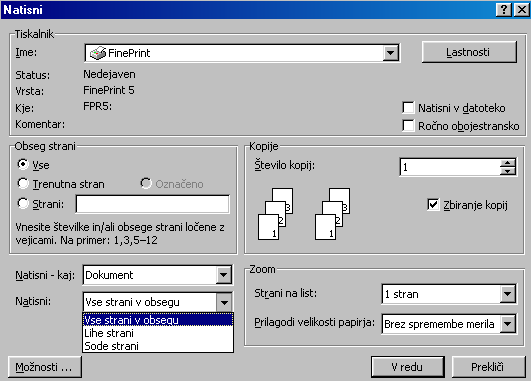 Natisni
Tiskalnik
Ime: FinePrint Lastnosti
Status: Nedejaven
Vrsta: FinePrint 5
Kje: FPR5: Natisni v datoteko
Komentar: Ročno obojestransko
Obseg strani
Vse
Trenutna stran Označeno
Strani:
Vnesite številke in/ali obsege strani ločene z
vejicami. Na primer: 1,3,5–12
Kopije
Število kopij: 1
1 2 3 1 2 3
Zbiranje kopij
Natisni - kaj: Dokument
Natisni: Vse strani v obsegu
Vse strani v obsegu
Lihe strani
Sode strani
Zoom
Strani na list: 1 stran
Prilagodi velikosti papirja: Brez spremembe merila
Možnosti ... V redu Prekliči